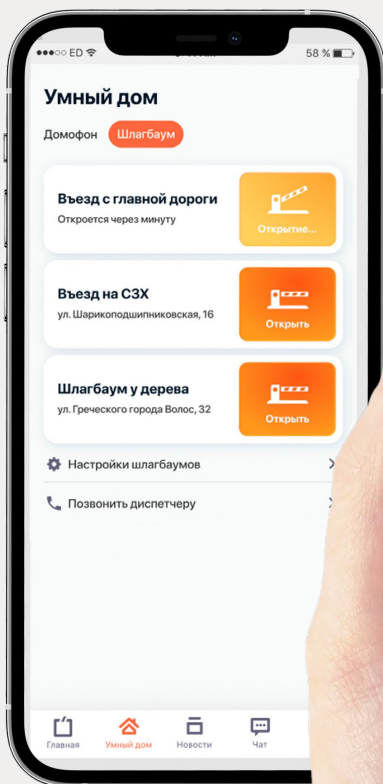 ED
58 %
Умный дом
Домофон
Шлагбаум
Въезд с главной дороги
Откроется через минуту
Открытие...
Въезд на СЗХ
ул. Шарикоподшипниковская, 16
Открыть
Шлагбаум у дерева
ул. Греческого города Волос, 32
Открыть
Настройки шлагбаумов
Позвонить диспетчеру
Главная
Умный дом
Новости
Чат